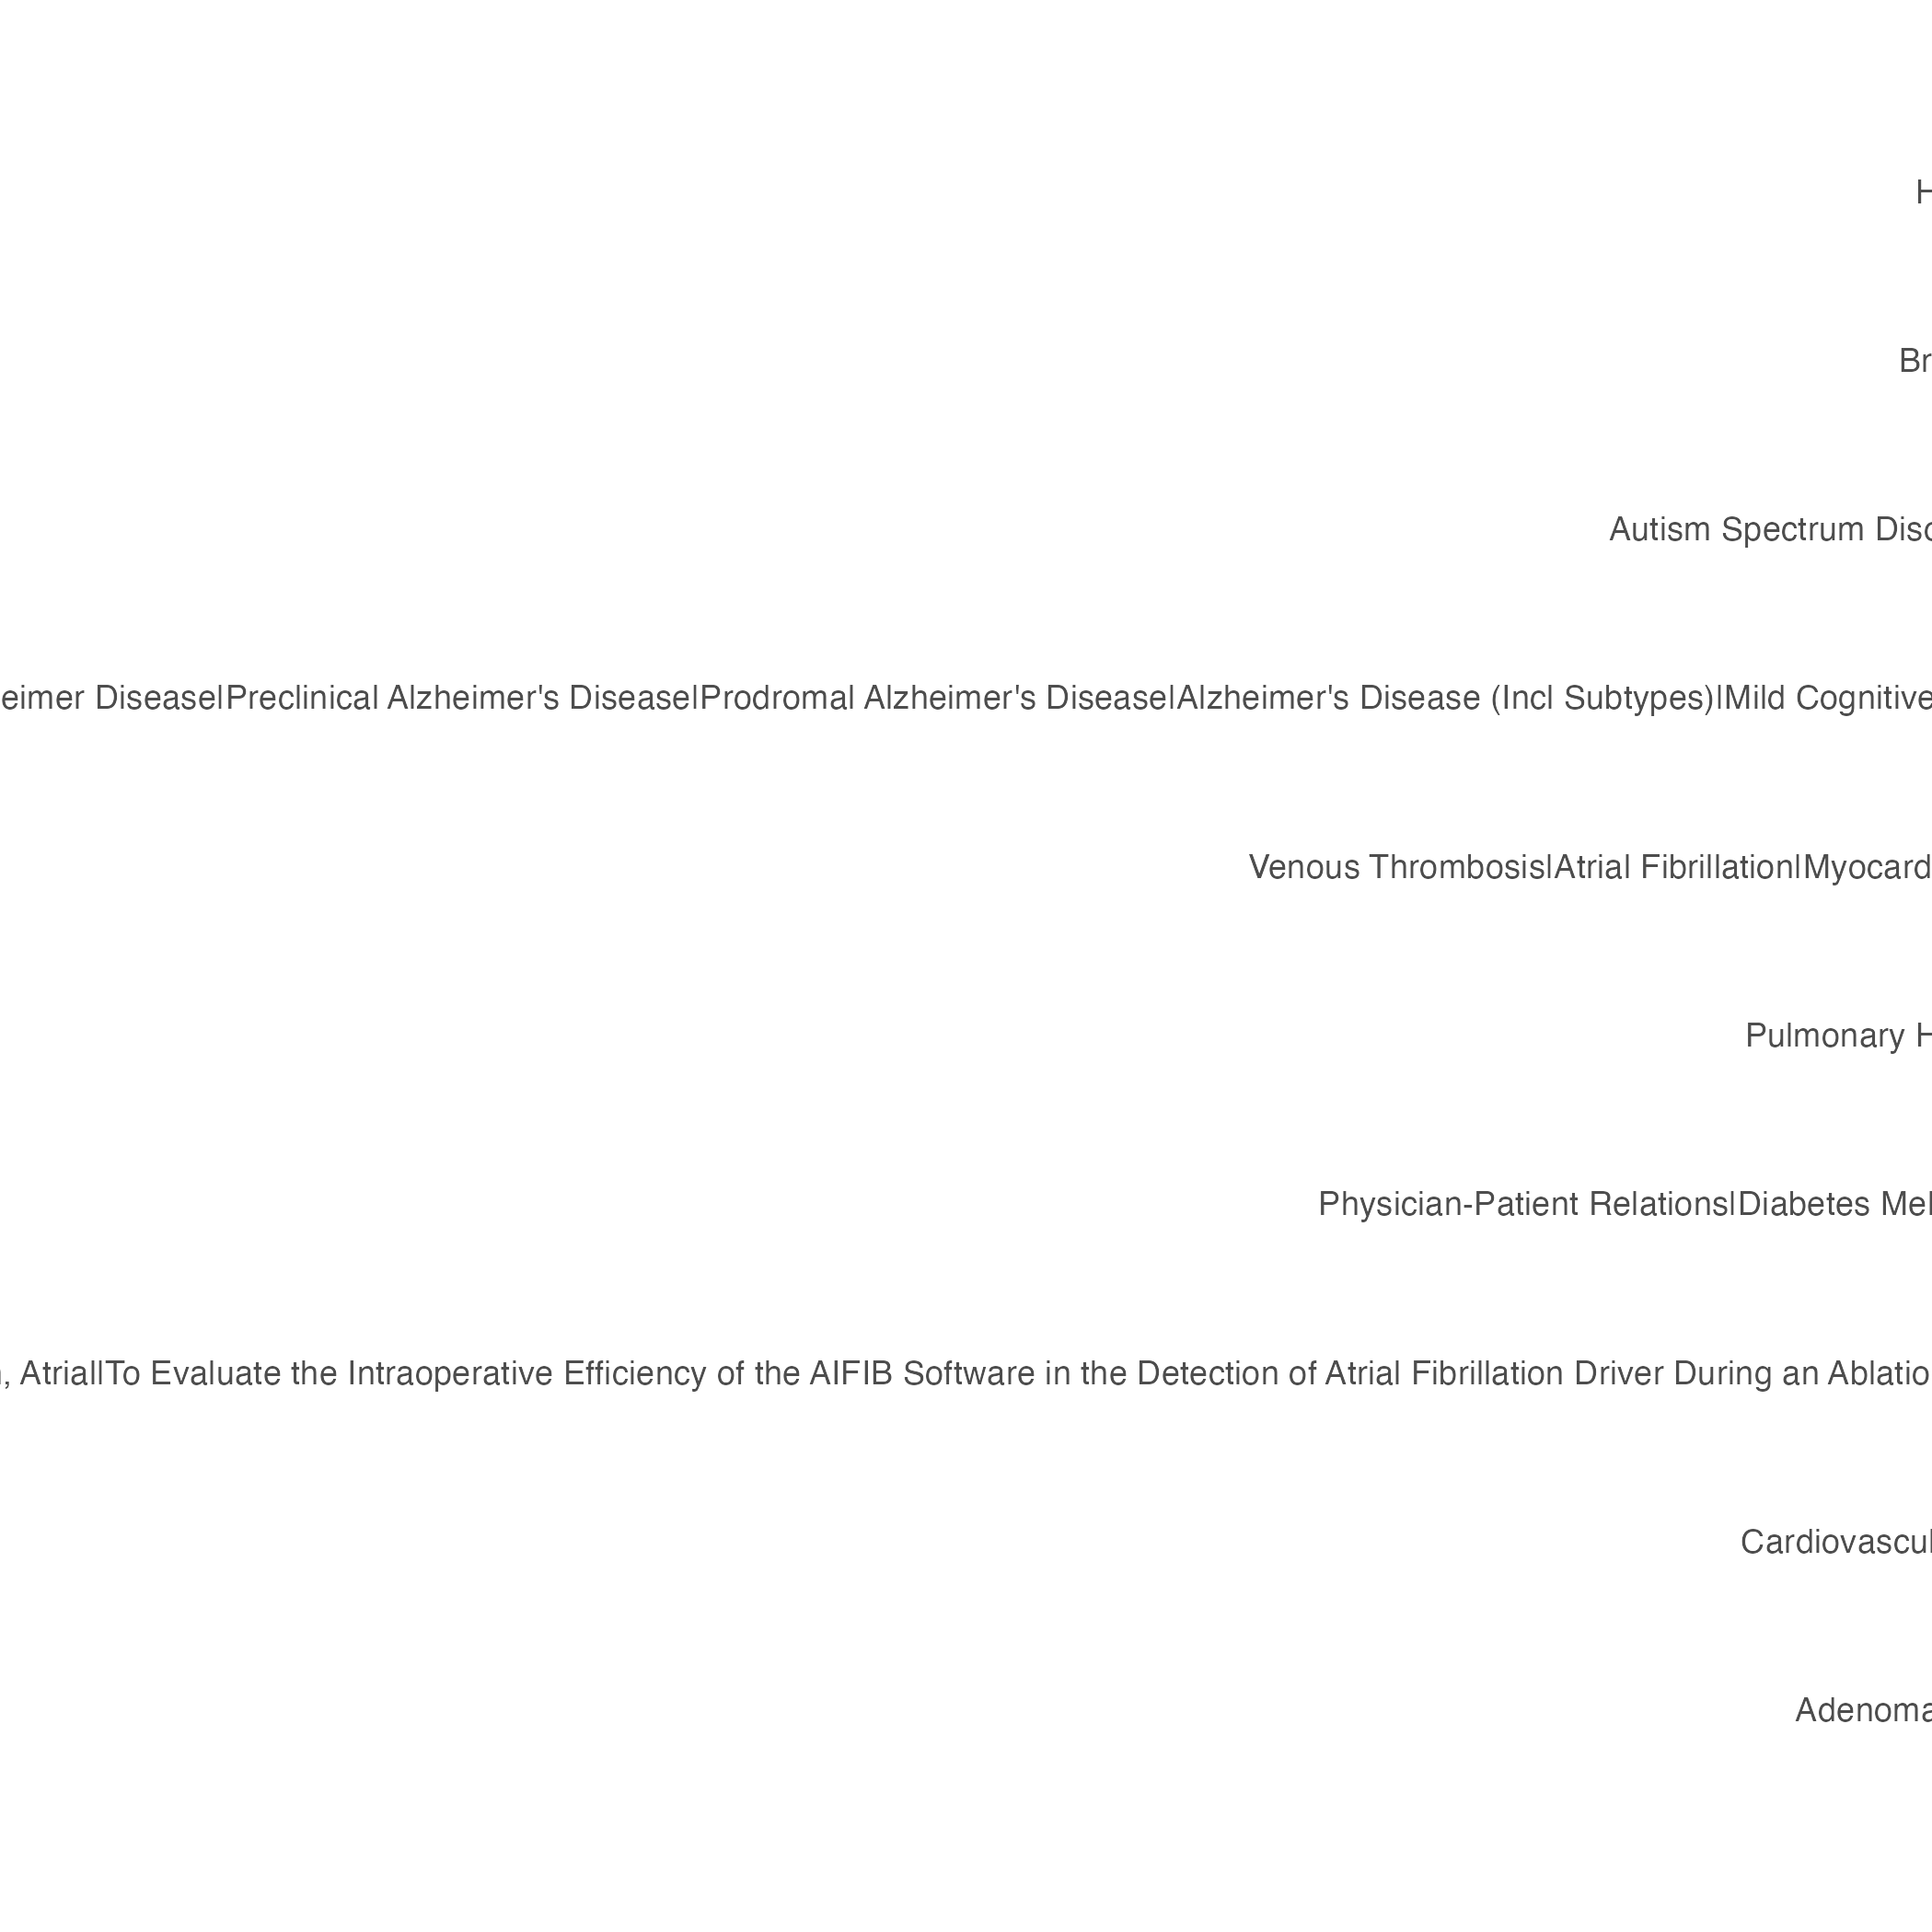 H
Br
Autism Spectrum Diso
eimer Disease|Preclinical Alzheimer's Disease|Prodromal Alzheimer's Disease|Alzheimer's Disease (Incl Subtypes)|Mild Cognitive
Venous Thrombosis|Atrial Fibrillation|Myocard
Pulmonary H
Physician-Patient Relations|Diabetes Mel
, Atrial|To Evaluate the Intraoperative Efficiency of the AIFIB Software in the Detection of Atrial Fibrillation Driver During an Ablatio
Cardiovascul
Adenoma